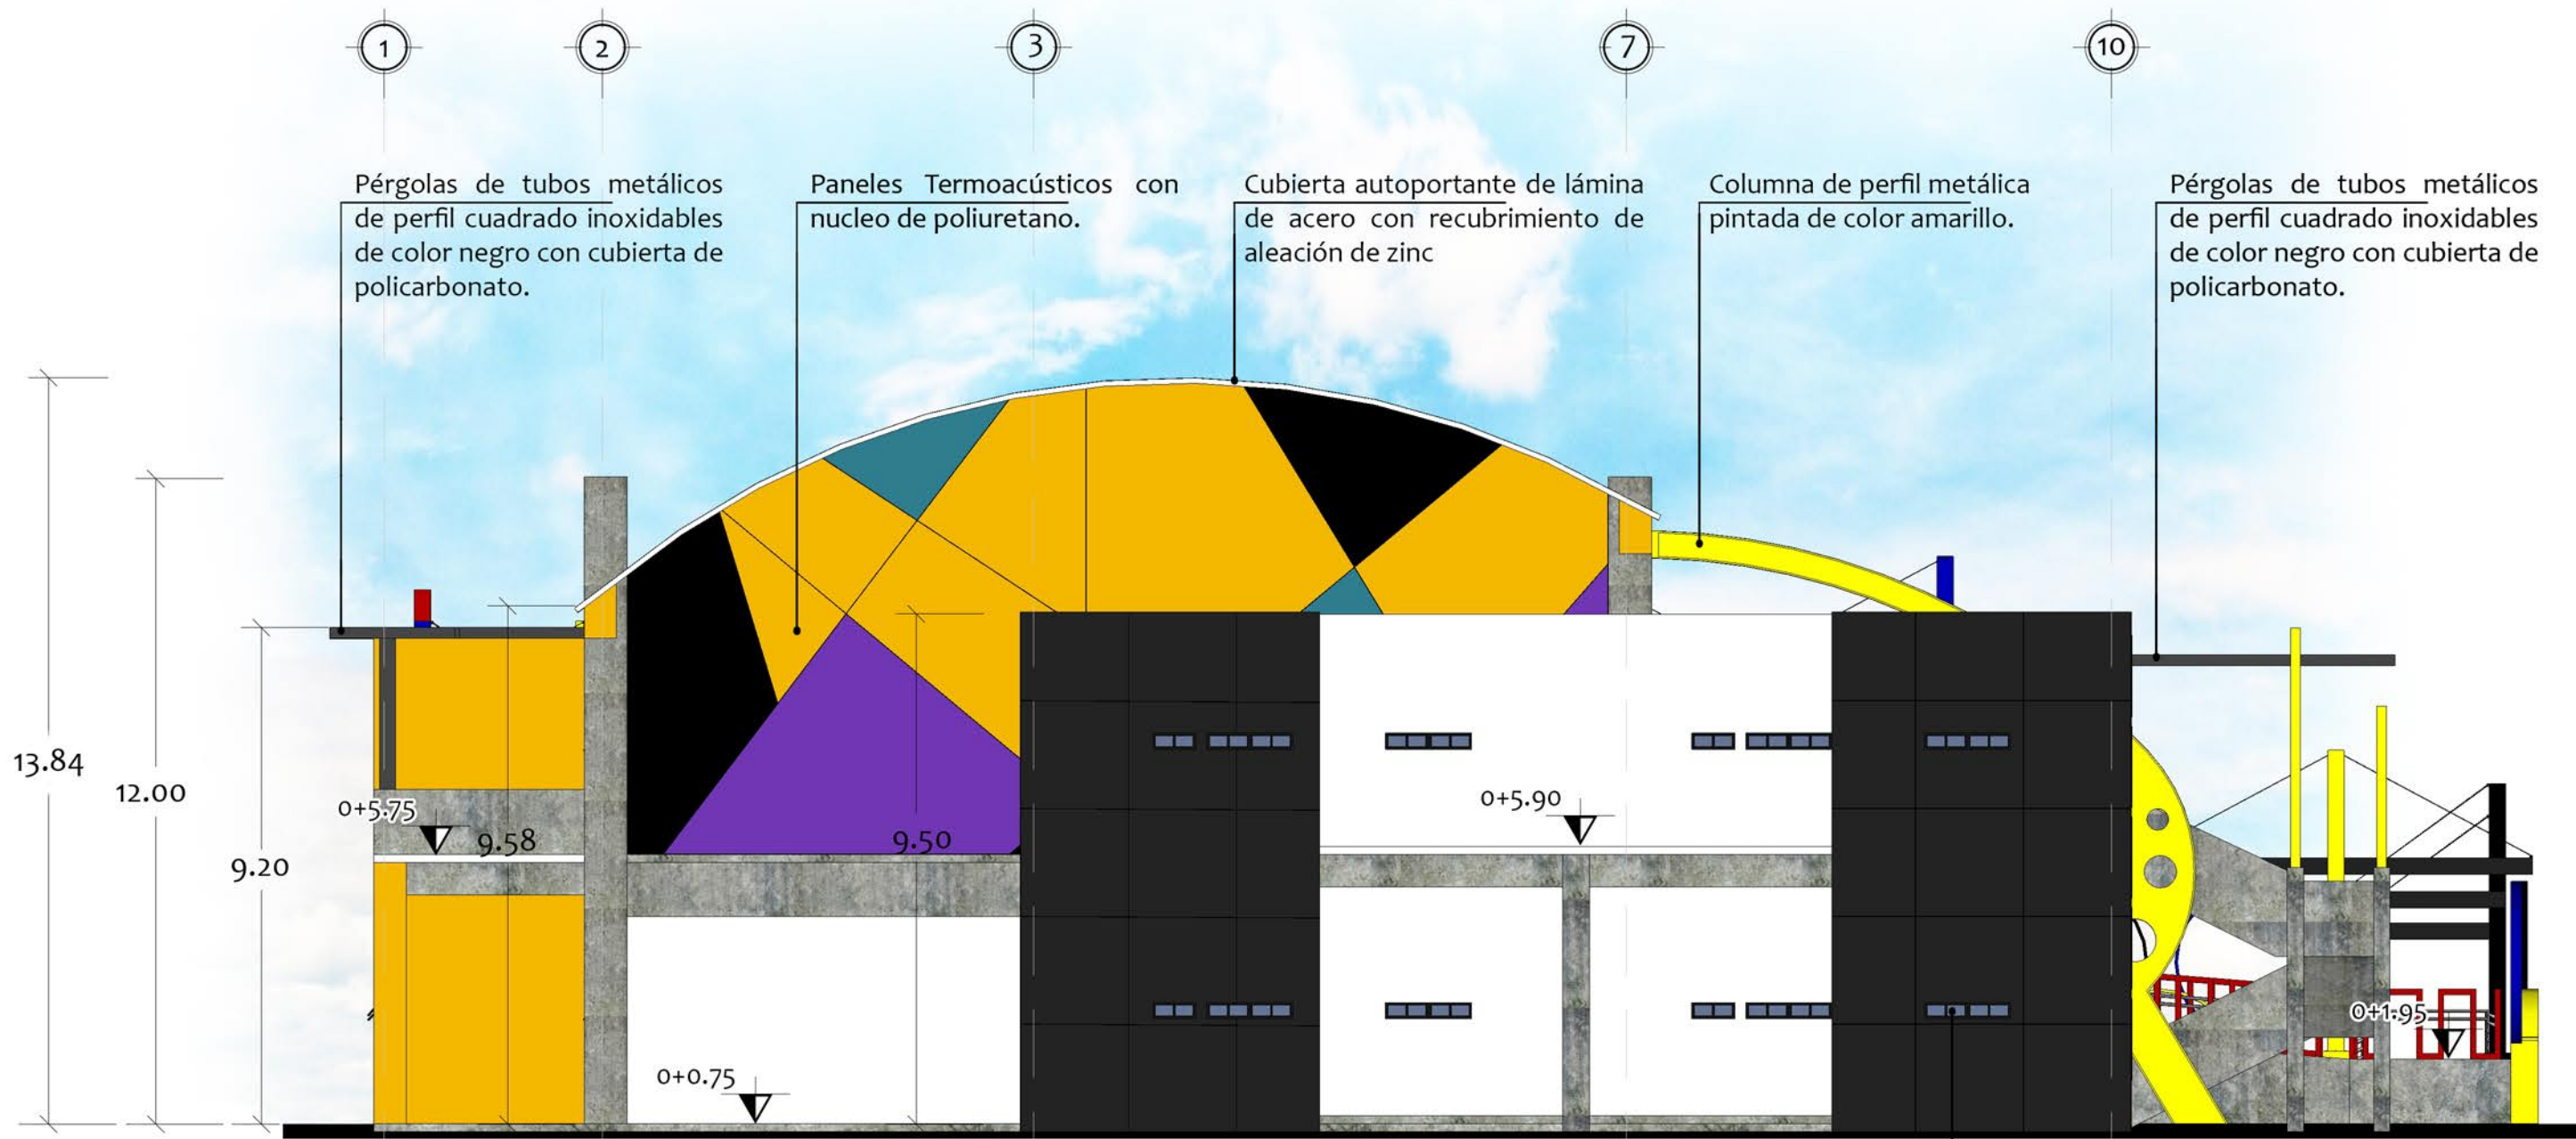 1
2
3
7
10
Pérgolas de tubos metálicos
de perfil cuadrado inoxidables
de color negro con cubierta de
policarbonato.
Paneles Termoacústicos con
nucleo de poliuretano.
Cubierta autoportante de lámina
de acero con recubrimiento de
aleación de zinc
Columna de perfil metálica
pintada de color amarillo.
Pérgolas de tubos metálicos
de perfil cuadrado inoxidables
de color negro con cubierta de
policarbonato.
13.84
12.00
9.20
0+5.75
9.58
9.50
0+5.90
0+0.75
0+1.95